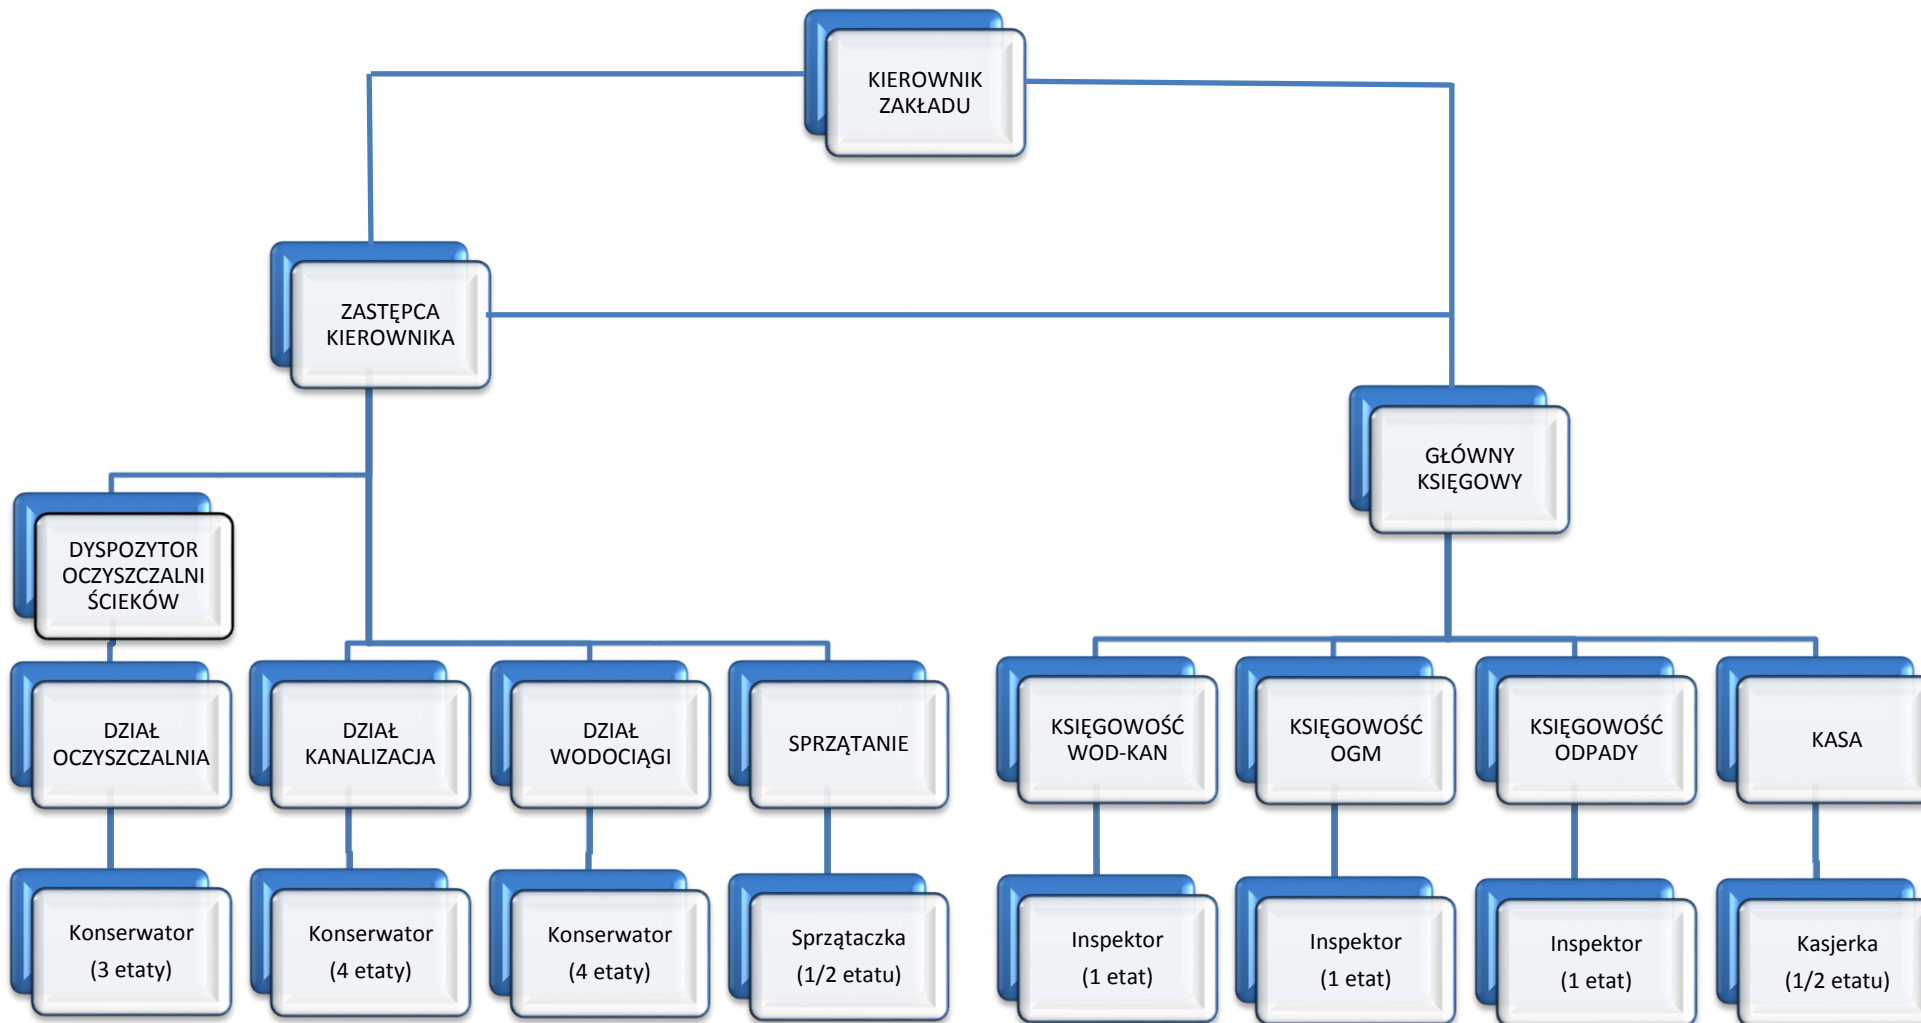 KIEROWNIK
ZAKŁADU
ZASTĘPCA
KIEROWNIKA
GŁÓWNY
KSIĘGOWY
DYSPOZYTOR
OCZYSZCZALNI
ŚCIEKÓW
DZIAŁ
OCZYSZCZALNIA
DZIAŁ
KANALIZACJA
DZIAŁ
WODOCIĄGI
SPRZĄTANIE
KSIĘGOWOŚĆ
WOD-KAN
KSIĘGOWOŚĆ
OGM
KSIĘGOWOŚĆ
ODPADY
KASA
Konserwator
(3 etaty)
Konserwator
(4 etaty)
Konserwator
(4 etaty)
Sprzątaczka
(1/2 etatu)
Inspektor
(1 etat)
Inspektor
(1 etat)
Inspektor
(1 etat)
Kasjerka
(1/2 etatu)